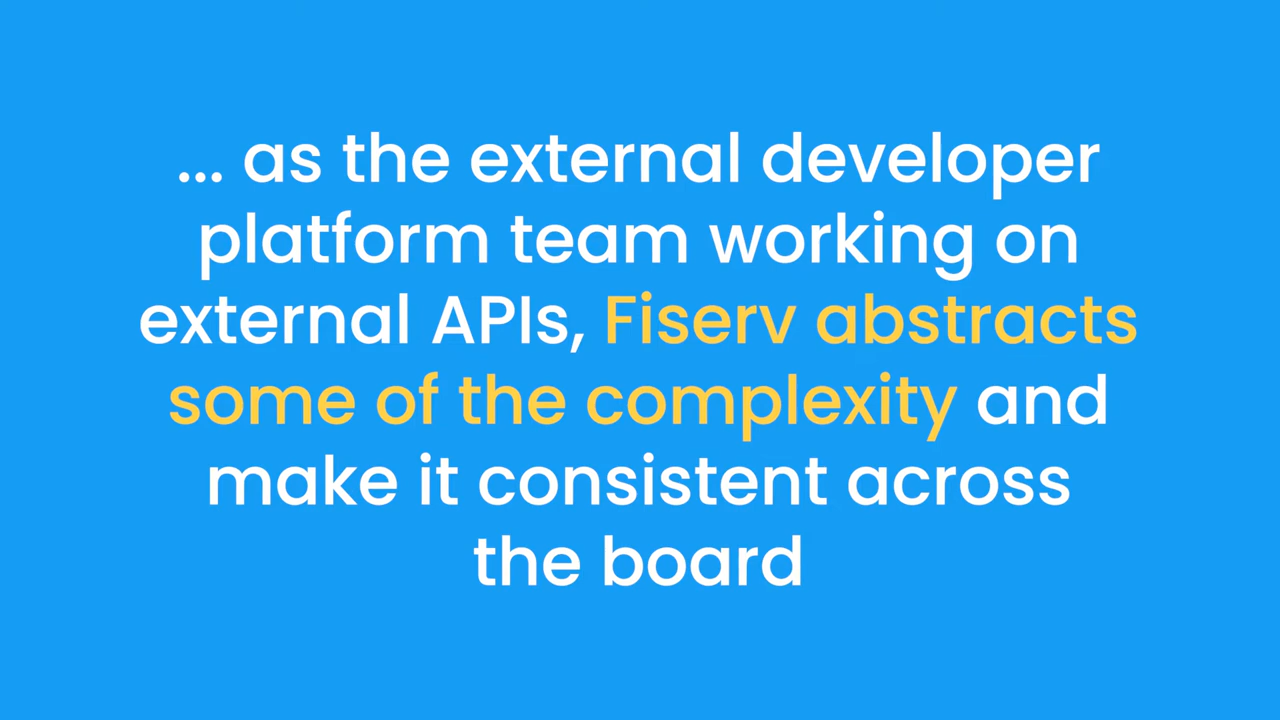 ... as the external developer
platform team working on
external APIs, Fiserv abstracts
some of the complexity and
make it consistent across
the board